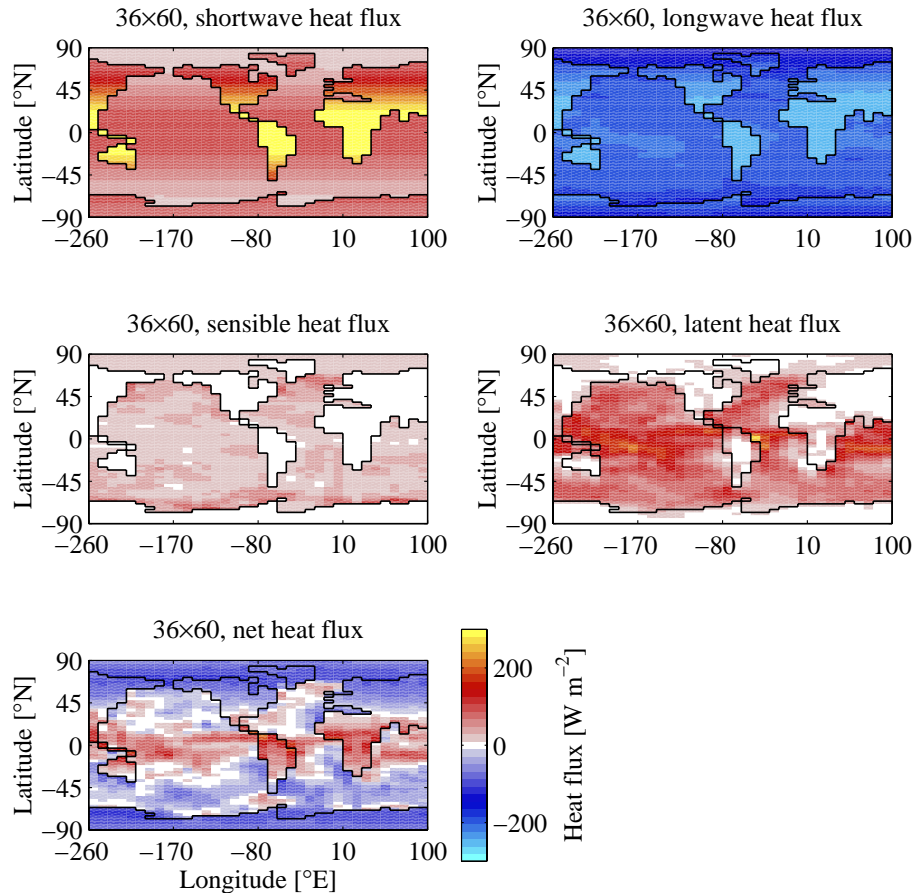 36×60, shortwave heat flux
36×60, longwave heat flux
90
45
0
−45
−90
Latitude [°N]
−260 −170 −80 10 100
90
45
0
−45
−90
Latitude [°N]
−260 −170 −80 10 100
36×60, sensible heat flux
36×60, latent heat flux
90
45
0
−45
−90
Latitude [°N]
−260 −170 −80 10 100
90
45
0
−45
−90
Latitude [°N]
−260 −170 −80 10 100
36×60, net heat flux
90
45
0
−45
−90
Latitude [°N]
−260 −170 −80 10 100
Longitude [°E]
200
0
−200
Heat flux [W m⁻²]